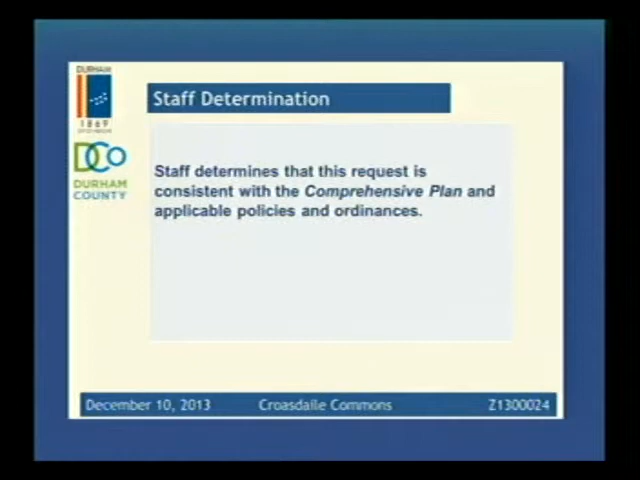 DURHAM
1869
DCO
DURHAM
COUNTY
Staff Determination
Staff determines that this request is
consistent with the Comprehensive Plan and
applicable policies and ordinances.
December 10, 2013 Croasdaile Commons Z1300024